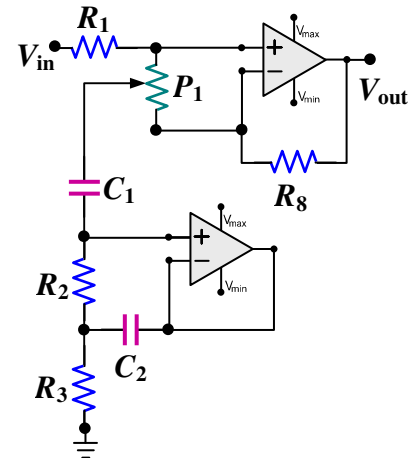 R1
Vin
+
−
Vmax
Vmin
P1
Vout
R8
C1
+
−
Vmax
Vmin
R2
C2
R3